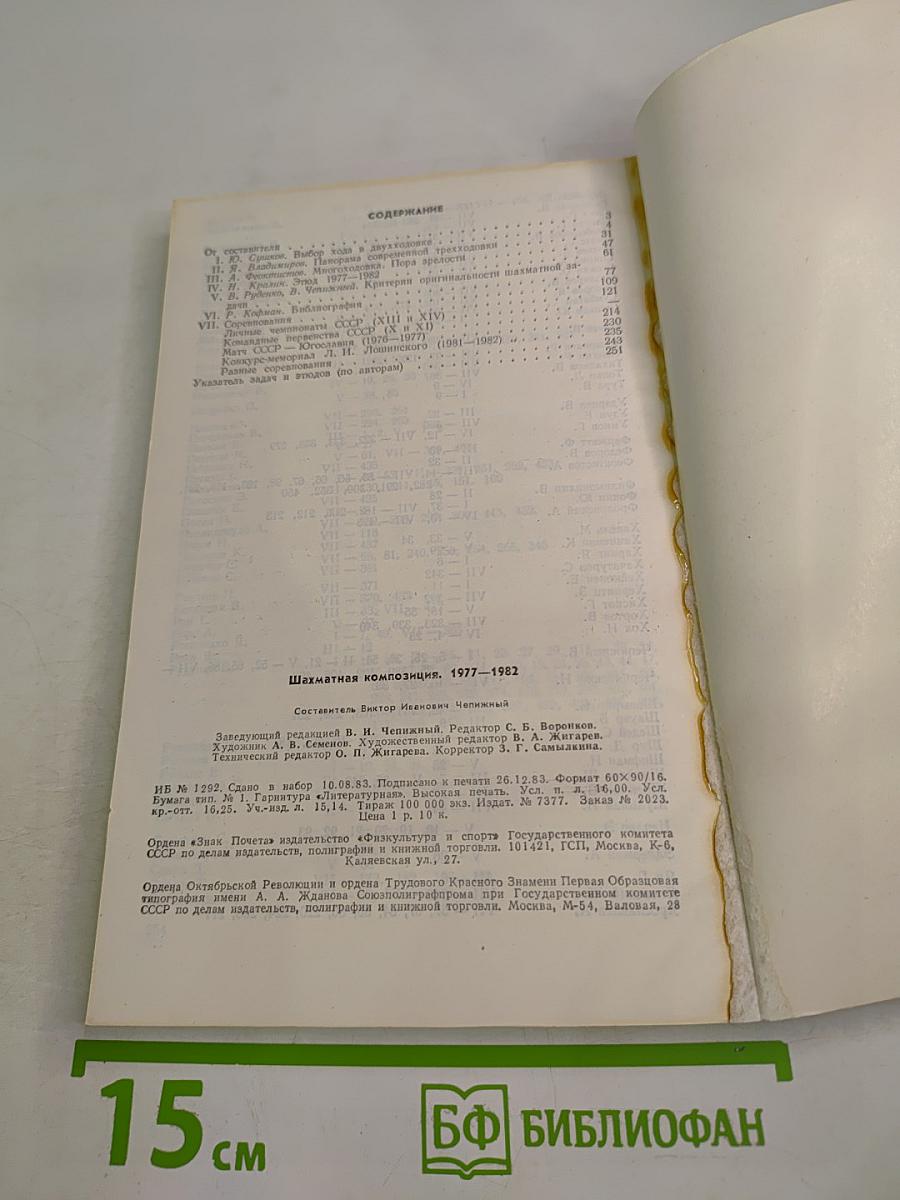 СОДЕРЖАНИЕ
От составителя 3
I. Ю. Сушков. Выбор хода в двухходовке 4
II. Я. Владимиров. Панорама современной трехходовки 31
III. А. Феоктистов. Многоходовка. Пора зрелости 47
IV. Н. Кралин. Этюд 1977—1982 61
V. В. Руденко, В. Чепижный. Критерии оригинальности шахматной за-
дачи 77
VI. Р. Кофман. Библиография 109
VII. Соревнования 121
Личные чемпионаты СССР (XIII и XIV) —
Командные первенства СССР (X и XI) 214
Матч СССР — Югославия (1976—1977) 230
Конкурс-мемориал Л. И. Лошинского (1981—1982) 235
Разные соревнования 243
Указатель задач и этюдов (по авторам) 251
Шахматная композиция. 1977—1982
Составитель Виктор Иванович Чепижный
Заведующий редакцией В. И. Чепижный. Редактор С. Б. Воронков.
Художник А. В. Семенов. Художественный редактор В. А. Жигарев.
Технический редактор О. П. Жигарева. Корректор З. Г. Самылкина.
ИБ № 1292. Сдано в набор 10.08.83. Подписано к печати 26.12.83. Формат 60×90/16.
Бумага тип. № 1. Гарнитура «Литературная». Высокая печать. Усл. п. л. 16,00. Усл.
кр.-отт. 16,25. Уч.-изд. л. 15,14. Тираж 100 000 экз. Издат. № 7377. Заказ № 2023.
Цена 1 р. 10 к.
Ордена «Знак Почета» издательство «Физкультура и спорт» Государственного комитета
СССР по делам издательств, полиграфии и книжной торговли. 101421, ГСП, Москва, К-6,
Каляевская ул., 27.
Ордена Октябрьской Революции и ордена Трудового Красного Знамени Первая Образцовая
типография имени А. А. Жданова Союзполиграфпрома при Государственном комитете
СССР по делам издательств, полиграфии и книжной торговли. Москва, М-54, Валовая, 28
15 см
БФ БИБЛИОФАН